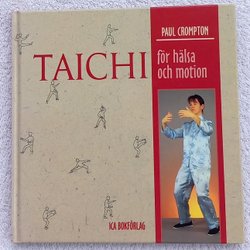 PAUL CROMPTON
TAICHI
för hälsa
och motion
ICA BOKFÖRLAG